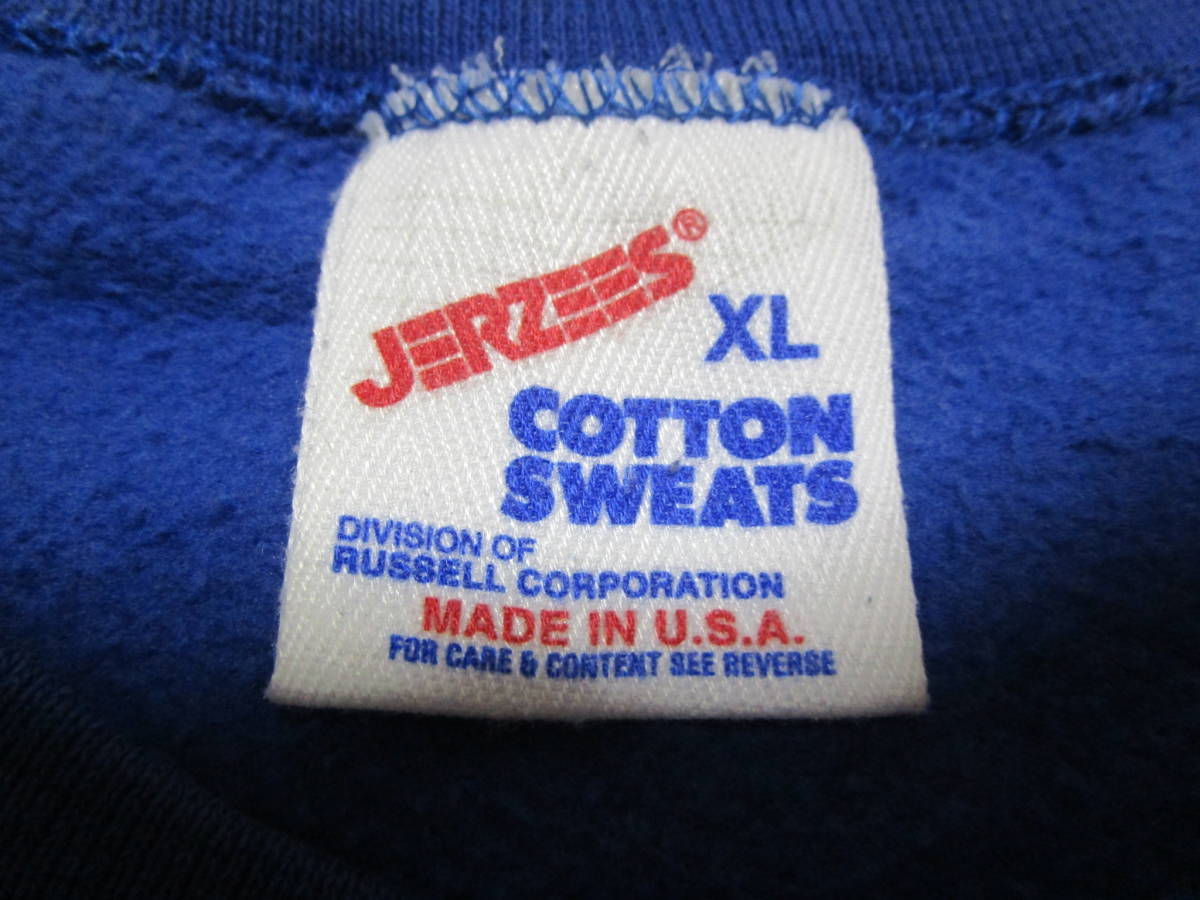 JERZEES®
XL
COTTON
SWEATS
DIVISION OF
RUSSELL CORPORATION
MADE IN U.S.A.
FOR CARE & CONTENT SEE REVERSE